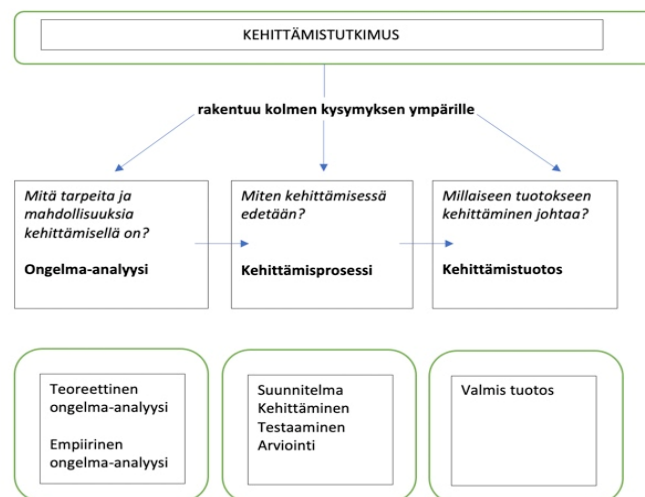 KEHITTÄMISTUTKIMUS
rakentuu kolmen kysymyksen ympärille
Mitä tarpeita ja
mahdollisuuksia
kehittämisellä on?
Ongelma-analyysi
Miten kehittämisessä
edetään?
Kehittämisprosessi
Millaiseen tuotokseen
kehittäminen johtaa?
Kehittämistuotos
Teoreettinen
ongelma-analyysi
Empiirinen
ongelma-analyysi
Suunnitelma
Kehittäminen
Testaaminen
Arviointi
Valmis tuotos